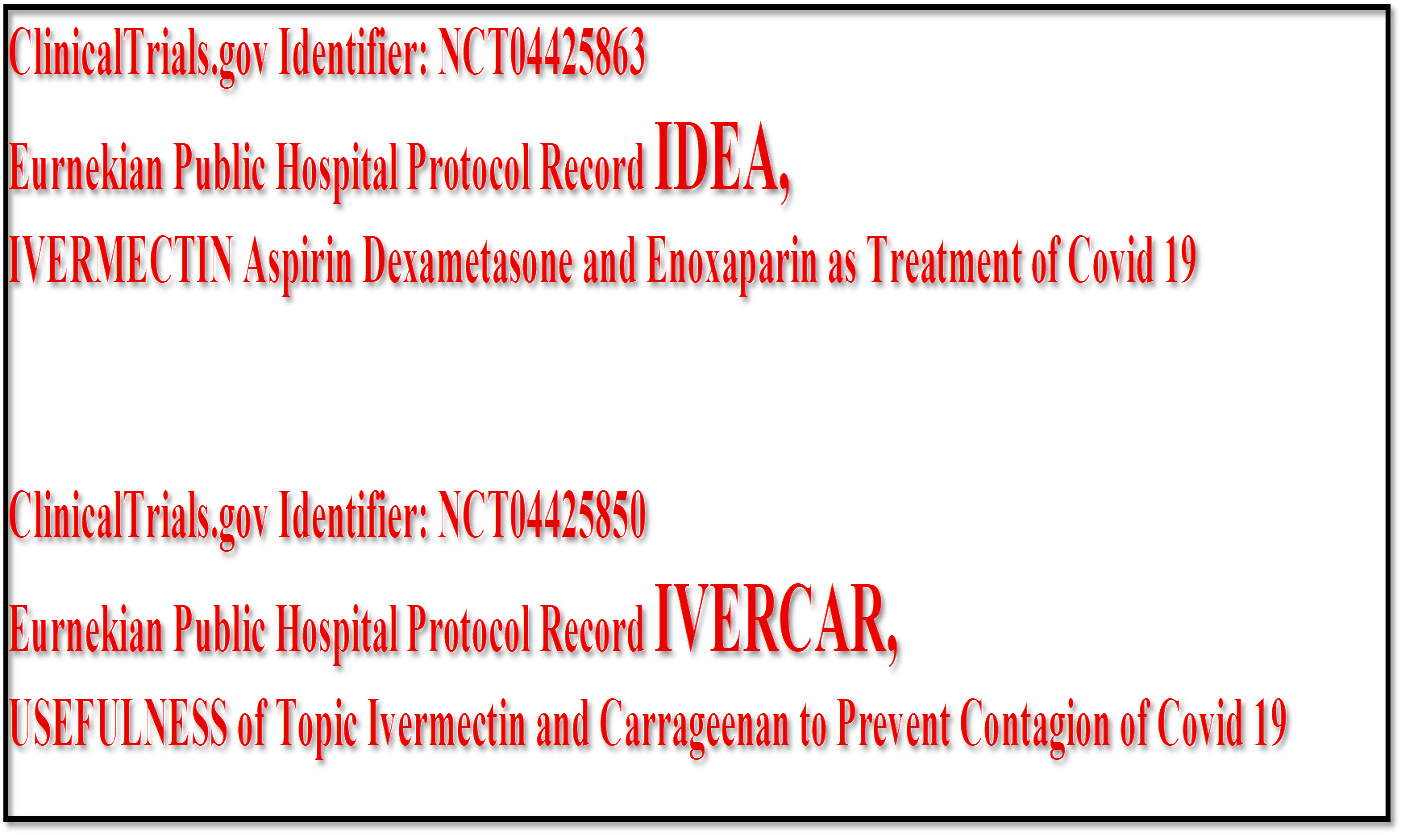 ClinicalTrials.gov Identifier: NCT04425863
Eurnekian Public Hospital Protocol Record IDEA,
IVERMECTIN Aspirin Dexametasone and Enoxaparin as Treatment of Covid 19
ClinicalTrials.gov Identifier: NCT04425850
Eurnekian Public Hospital Protocol Record IVERCAR,
USEFULNESS of Topic Ivermectin and Carrageenan to Prevent Contagion of Covid 19